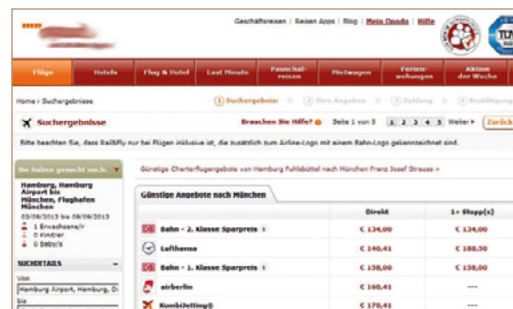 Geschäftsreisen | Reisen Apps | Blog | Mein Opodo | Hilfe
TÜV
Flüge
Hotels
Flug & Hotel
Last Minute
Pauschal-
reisen
Mietwagen
Ferien-
wohnungen
Aktion
der Woche
Home > Suchergebnisse
1 Suchergebnis
2 Ihre Angaben
3 Zahlung
4 Bestätigung
Suchergebnisse
Brauchen Sie Hilfe?
Seite 1 von 3
1 2 3 4 5 Weiter >
Zurück
Bitte beachten Sie, dass Rail&Fly nur bei Flügen inklusive ist, die zusätzlich zum Airline-Logo mit einem Bahn-Logo gekennzeichnet sind.
Sie haben gesucht nach:
Hamburg, Hamburg
Airport bis
München, Flughafen
München
03/09/2013 bis 09/09/2013
1 Erwachsene/r
0 Kind/er
0 Baby/s
SUCHDETAILS
Von
Hamburg Airport, Hamburg, D
bis
Günstige Charterflugangebote von Hamburg Fuhlsbüttel nach München Franz Josef Strauss >
Günstige Angebote nach München
Direkt
1+ Stopp(s)
DB Bahn - 2. Klasse Sparpreis € 134,00 € 134,00
Lufthansa € 140,41 € 188,50
DB Bahn - 1. Klasse Sparpreis € 158,00 € 158,00
airberlin € 160,41 ---
KombiJetting® € 170,41 ---